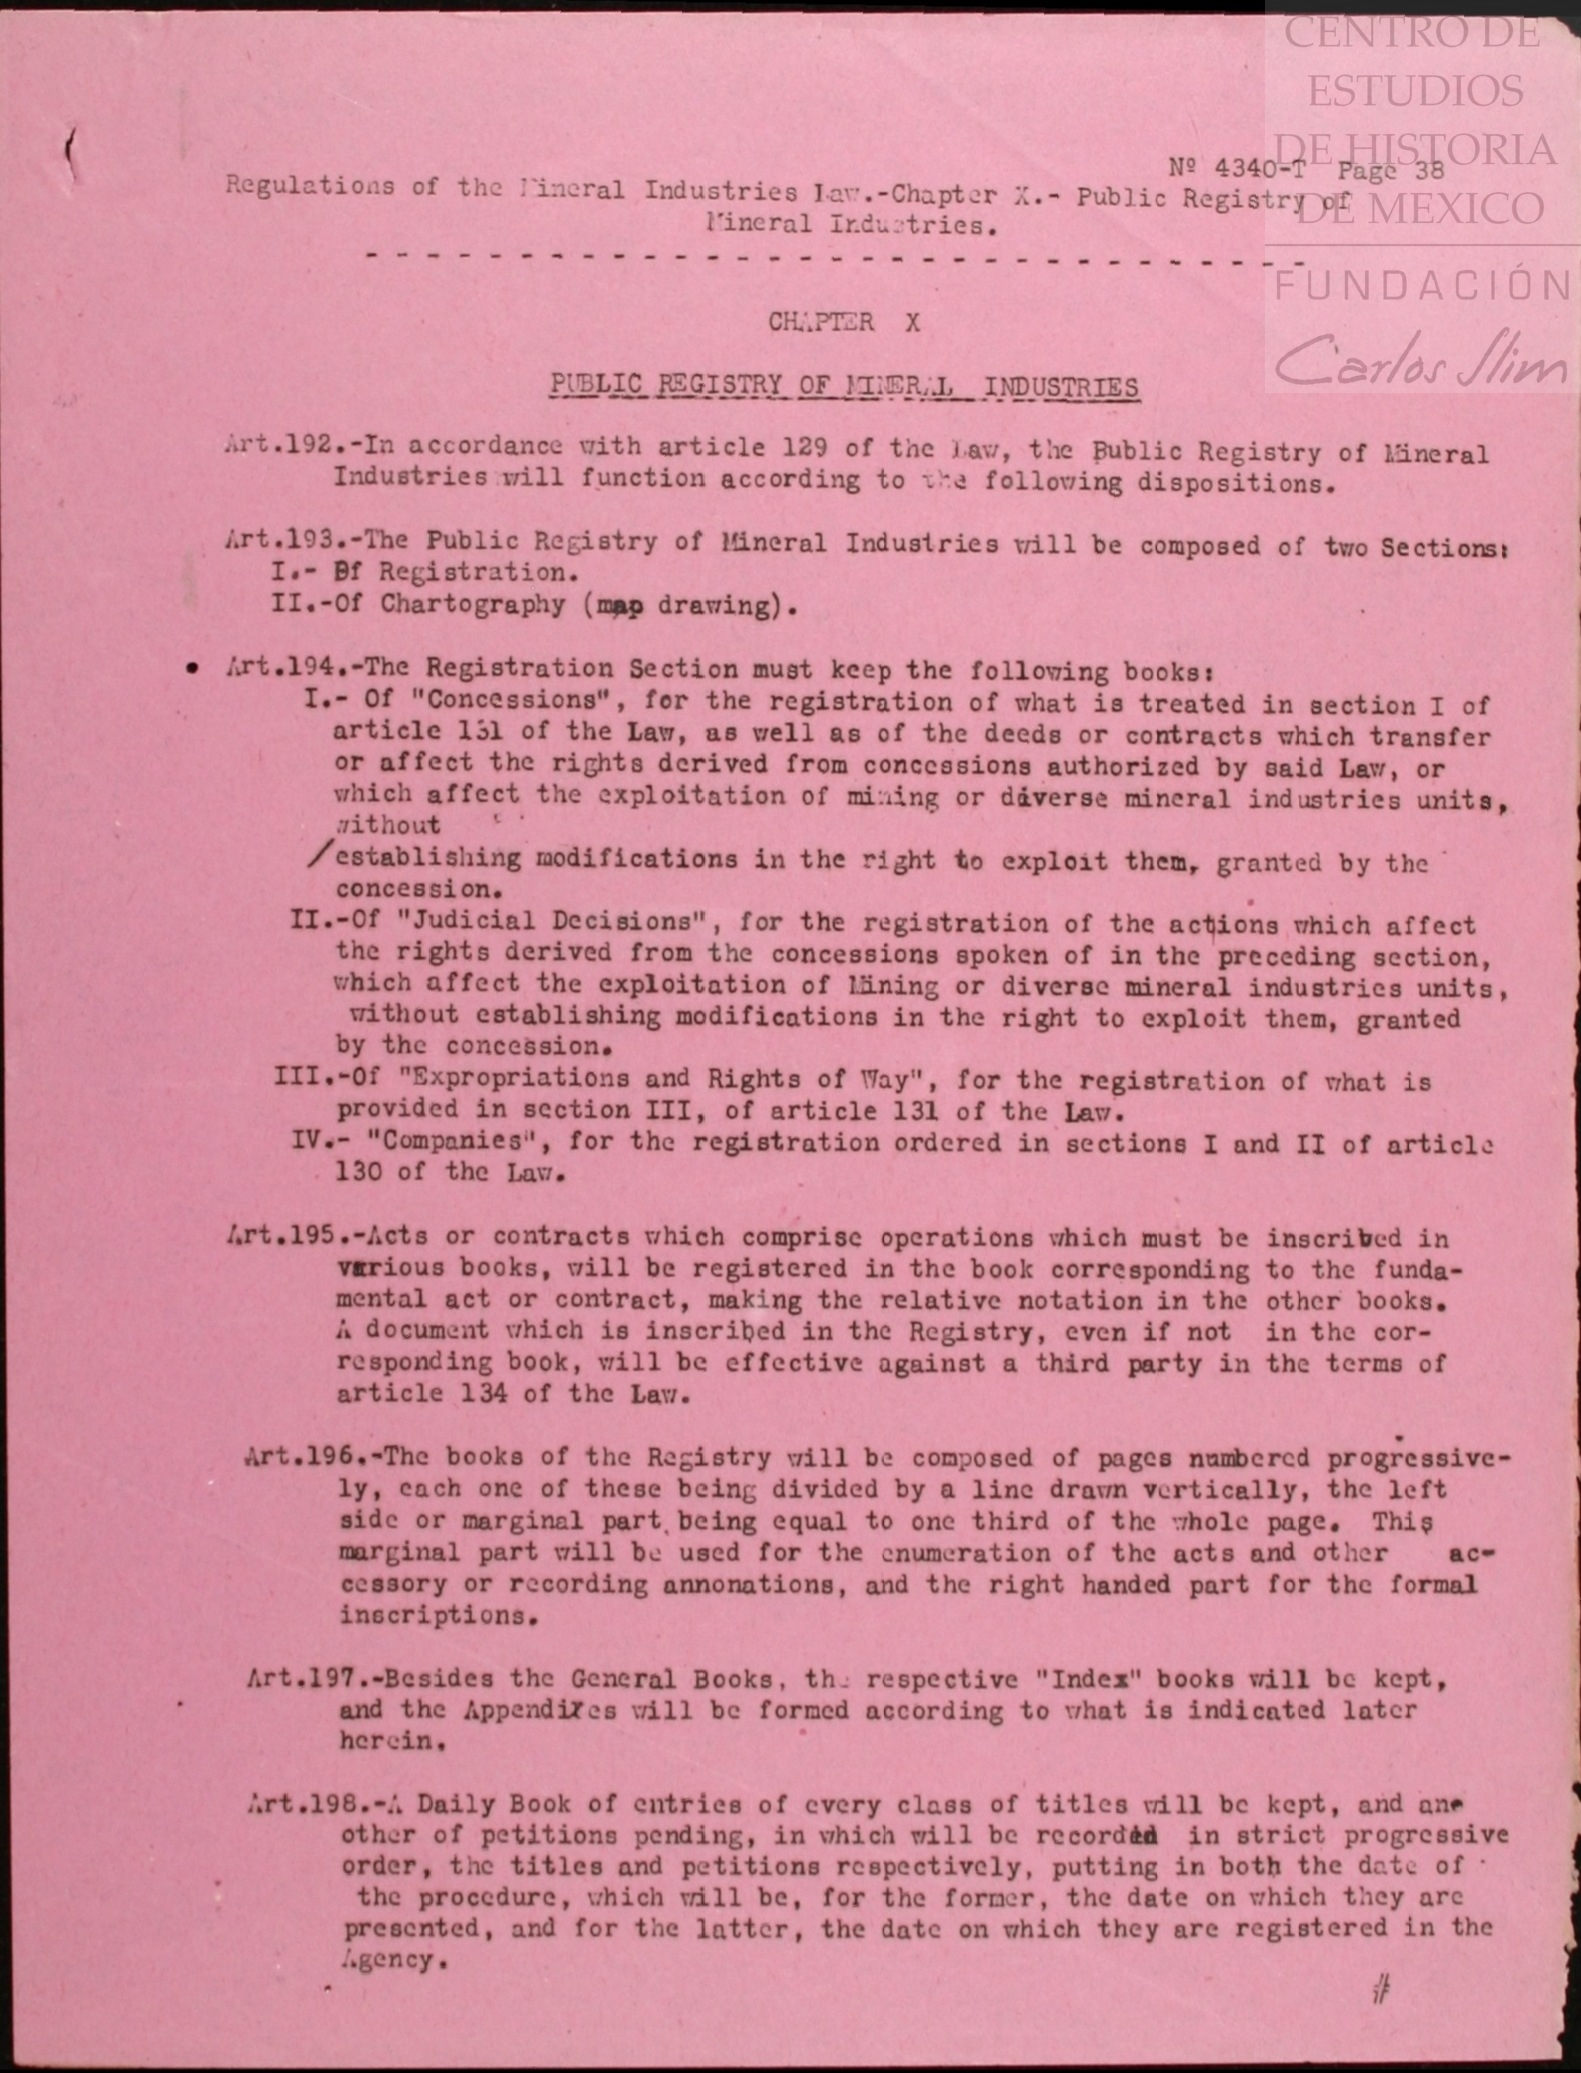 CENTRO DE
ESTUDIOS
DE HISTORIA
DE MEXICO
FUNDACIÓN
Carlos Slim
Nº 4340-T Page 38
Regulations of the Mineral Industries Law.-Chapter X.- Public Registry of
Mineral Industries.
- - - - - - - - - - - - - - - - - - - - - - - - - - - - - - -
CHAPTER X
PUBLIC REGISTRY OF MINERAL INDUSTRIES
Art.192.-In accordance with article 129 of the Law, the Public Registry of Mineral
Industries will function according to the following dispositions.
Art.193.-The Public Registry of Mineral Industries will be composed of two Sections:
I.- Of Registration.
II.-Of Chartography (map drawing).
• Art.194.-The Registration Section must keep the following books:
I.- Of "Concessions", for the registration of what is treated in section I of
article 131 of the Law, as well as of the deeds or contracts which transfer
or affect the rights derived from concessions authorized by said Law, or
which affect the exploitation of mining or diverse mineral industries units,
without
/establishing modifications in the right to exploit them, granted by the
concession.
II.-Of "Judicial Decisions", for the registration of the actions which affect
the rights derived from the concessions spoken of in the preceding section,
which affect the exploitation of Mining or diverse mineral industries units,
without establishing modifications in the right to exploit them, granted
by the concession.
III.-Of "Expropriations and Rights of Way", for the registration of what is
provided in section III, of article 131 of the Law.
IV.- "Companies", for the registration ordered in sections I and II of article
130 of the Law.
Art.195.-Acts or contracts which comprise operations which must be inscribed in
various books, will be registered in the book corresponding to the funda-
mental act or contract, making the relative notation in the other books.
A document which is inscribed in the Registry, even if not in the cor-
responding book, will be effective against a third party in the terms of
article 134 of the Law.
Art.196.-The books of the Registry will be composed of pages numbered progressive-
ly, each one of these being divided by a line drawn vertically, the left
side or marginal part being equal to one third of the whole page. This
marginal part will be used for the enumeration of the acts and other ac-
cessory or recording annonations, and the right handed part for the formal
inscriptions.
Art.197.-Besides the General Books, the respective "Index" books will be kept,
and the Appendixes will be formed according to what is indicated later
herein.
Art.198.-A Daily Book of entries of every class of titles will be kept, and an-
other of petitions pending, in which will be recorded in strict progressive
order, the titles and petitions respectively, putting in both the date of
the procedure, which will be, for the former, the date on which they are
presented, and for the latter, the date on which they are registered in the
Agency.
#